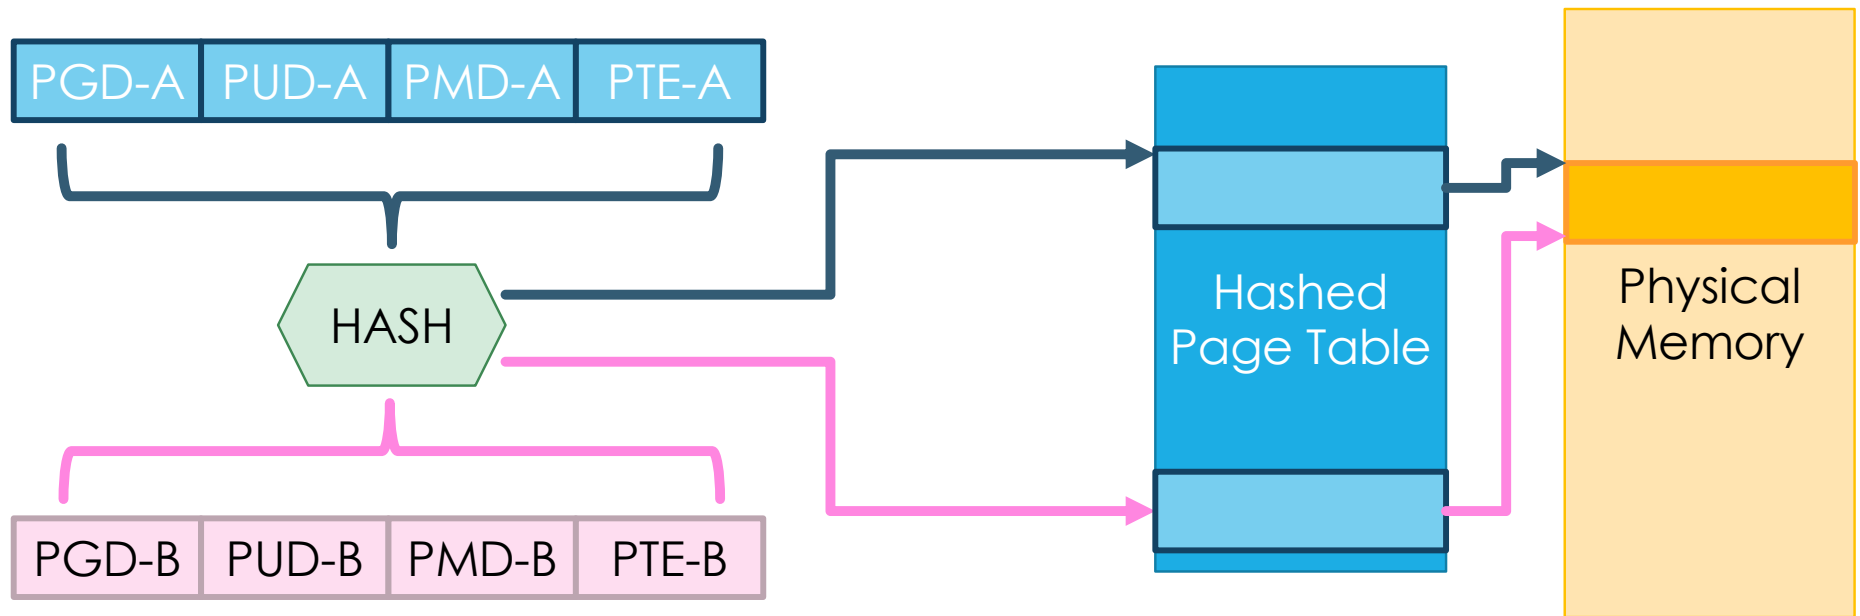 PGD-A PUD-A PMD-A PTE-A
HASH
Hashed
Page Table
Physical
Memory
PGD-B PUD-B PMD-B PTE-B